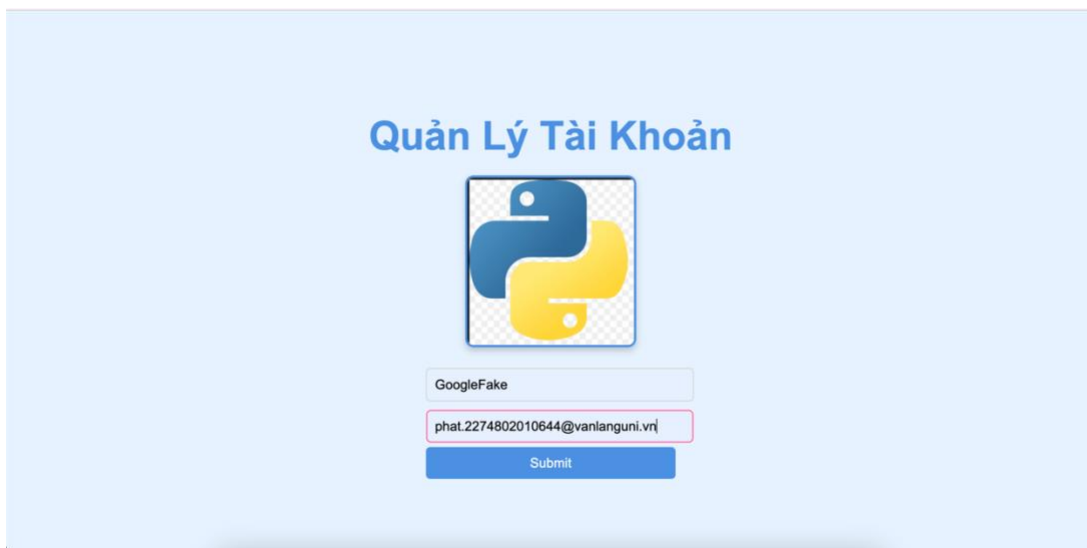 Quản Lý Tài Khoản
GoogleFake
phat.2274802010644@vanlanguni.vn
Submit